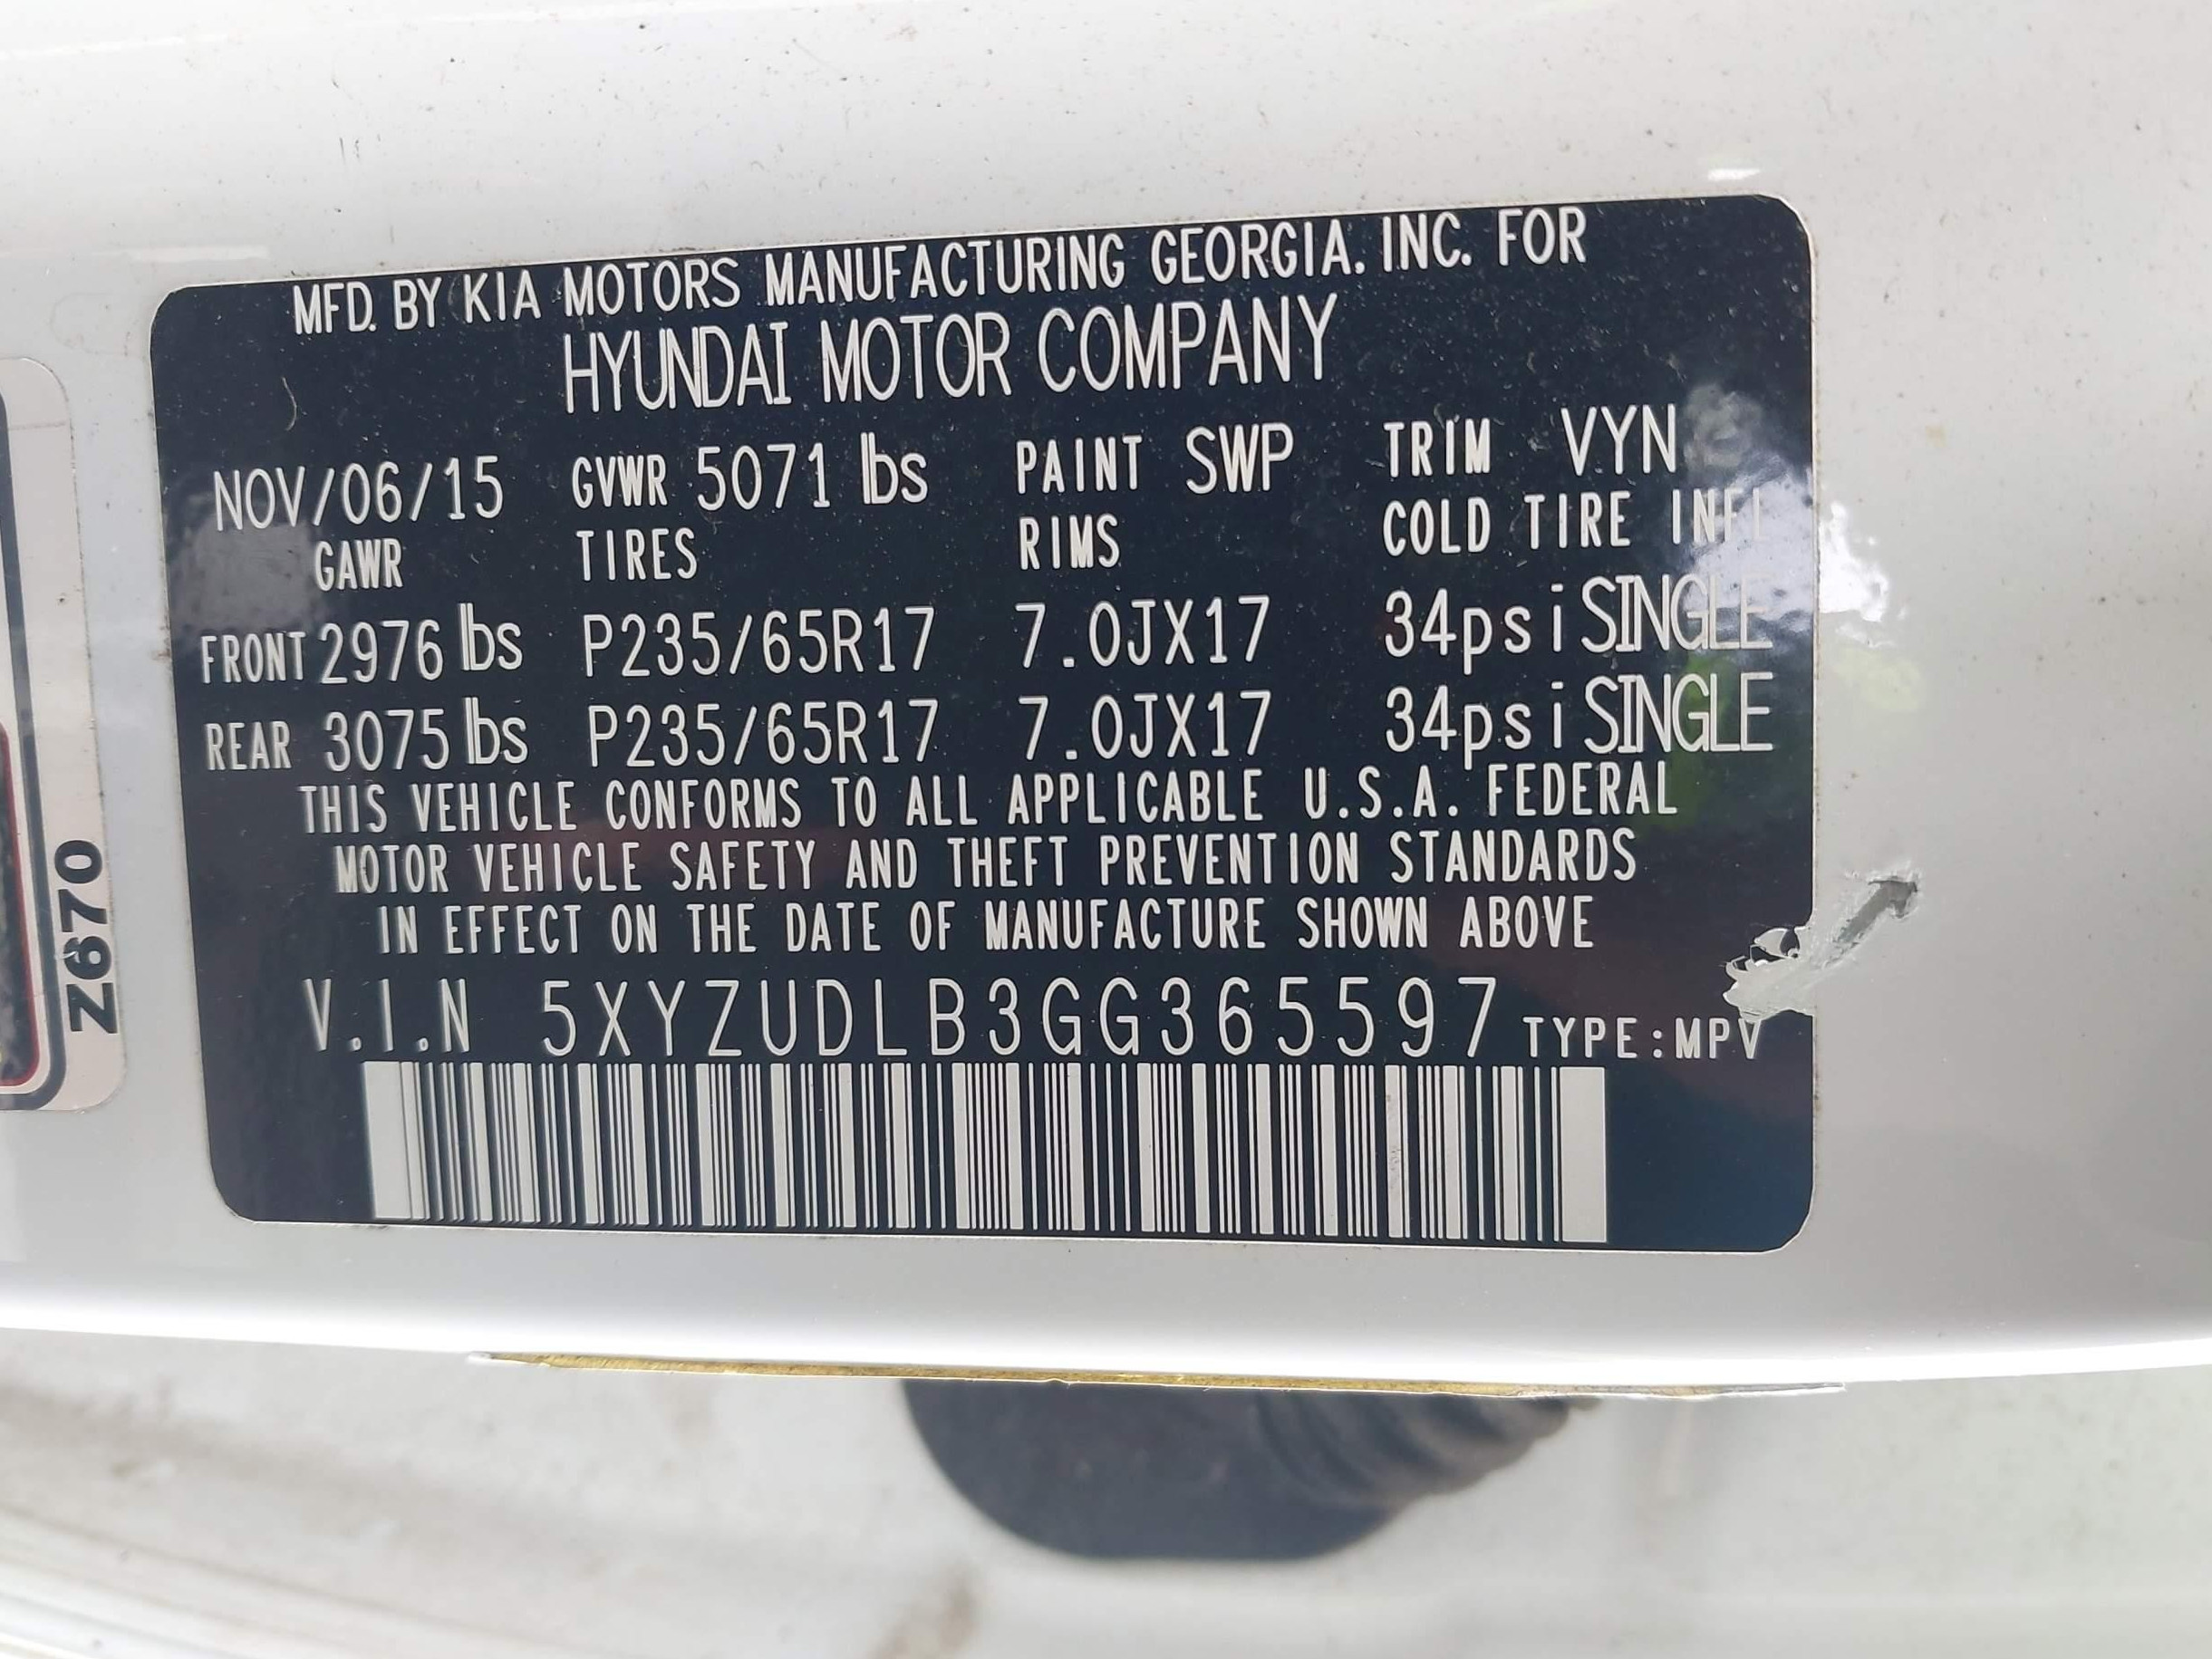 MFD. BY KIA MOTORS MANUFACTURING GEORGIA. INC. FOR
HYUNDAI MOTOR COMPANY
NOV/06/15 GVWR 5071 lbs PAINT SWP TRIM VYN
GAWR TIRES RIMS COLD TIRE INFL
FRONT 2976 lbs P235/65R17 7.0JX17 34psi SINGLE
REAR 3075 lbs P235/65R17 7.0JX17 34psi SINGLE
THIS VEHICLE CONFORMS TO ALL APPLICABLE U.S.A. FEDERAL
MOTOR VEHICLE SAFETY AND THEFT PREVENTION STANDARDS
IN EFFECT ON THE DATE OF MANUFACTURE SHOWN ABOVE
V.I.N 5XYZUDLB3GG365597 TYPE:MPV
Z670